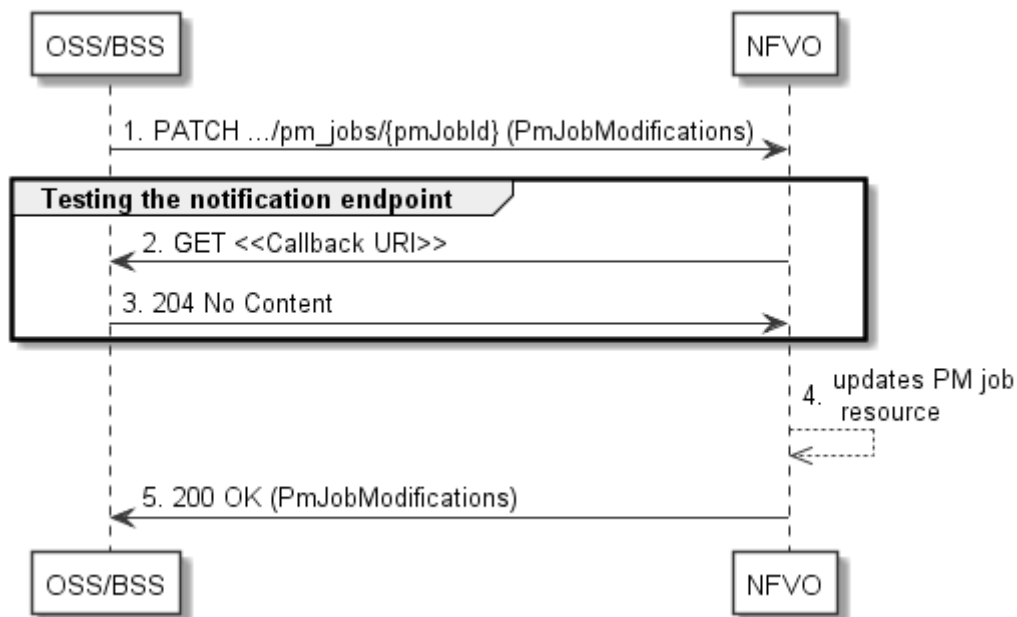 OSS/BSS
NFVO
1. PATCH .../pm_jobs/{pmJobId} (PmJobModifications)
Testing the notification endpoint
2. GET <<Callback URI>>
3. 204 No Content
4. updates PM job
resource
5. 200 OK (PmJobModifications)
OSS/BSS
NFVO